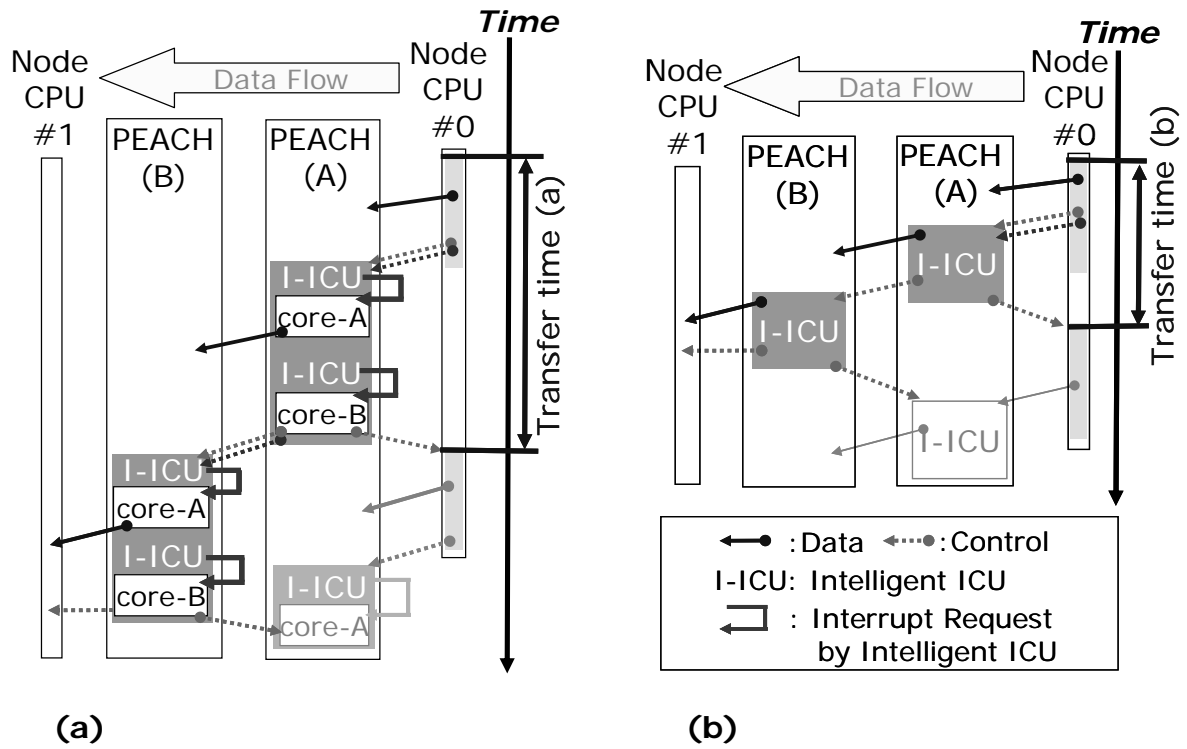 Time
Node
CPU
#1
Data Flow
Node
CPU
#0
PEACH
(B)
PEACH
(A)
Transfer time (a)
I-ICU
core-A
I-ICU
core-B
I-ICU
core-A
I-ICU
core-B
I-ICU
core-A
(a)
Time
Node
CPU
#1
Data Flow
Node
CPU
#0
PEACH
(B)
PEACH
(A)
Transfer time (b)
I-ICU
I-ICU
I-ICU
: Data : Control
I-ICU: Intelligent ICU
: Interrupt Request
by Intelligent ICU
(b)